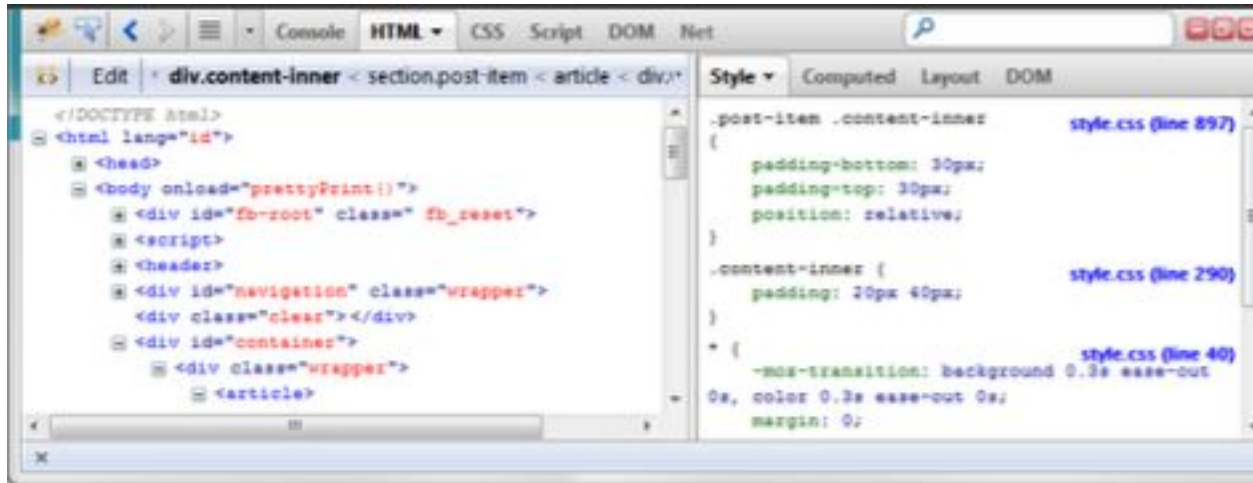 Console HTML CSS Script DOM Net
Edit div.content-inner < section.post-item < article < div.
Style Computed Layout DOM
<!DOCTYPE html>
<html lang="id">
<head>
<body onload="prettyPrint()">
<div id="fb-root" class=" fb_reset">
<script>
<header>
<div id="navigation" class="wrapper">
<div class="clear"></div>
<div id="container">
<div class="wrapper">
<article>
.post-item .content-inner style.css (line 897)
{
padding-bottom: 30px;
padding-top: 30px;
position: relative;
}
.content-inner { style.css (line 290)
padding: 20px 40px;
}
* { style.css (line 40)
-moz-transition: background 0.3s ease-out
0s, color 0.3s ease-out 0s;
margin: 0;